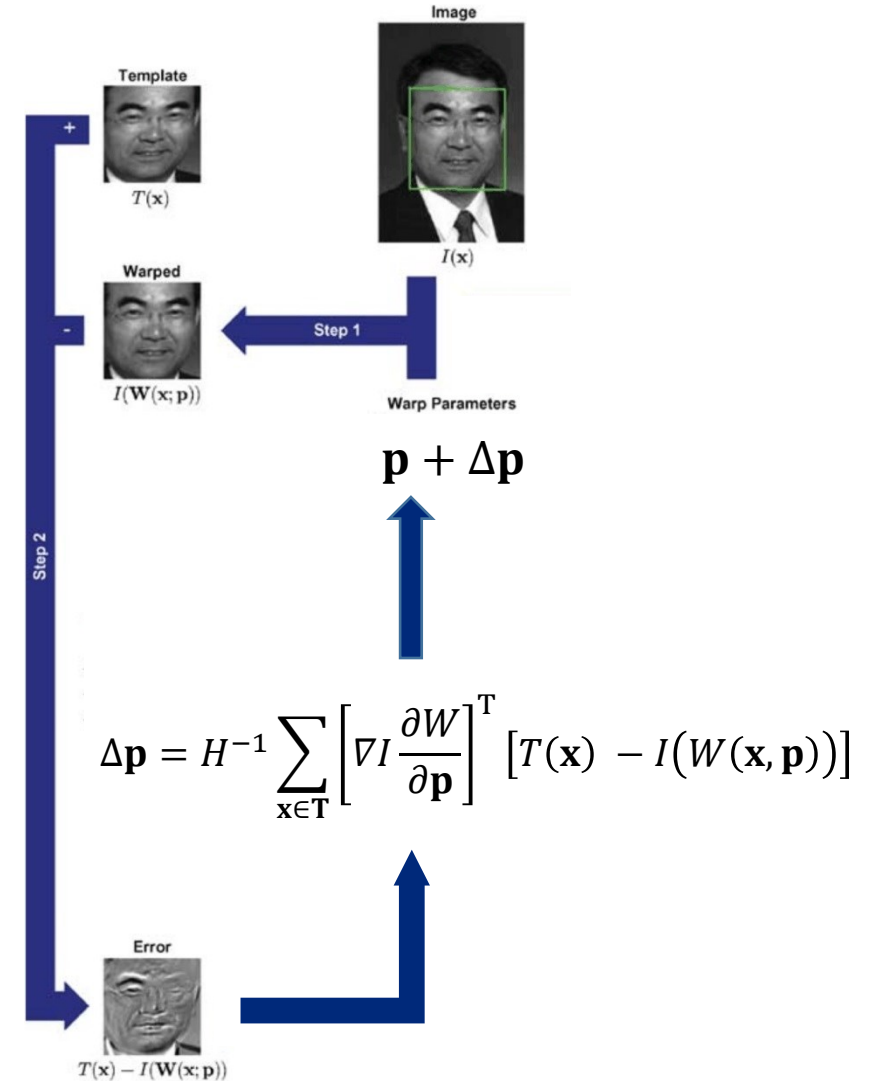 Image
Template
+
T(x)
I(x)
Warped
-
Step 1
I(W(x; p))
Warp Parameters
p + Δp
Step 2
Δp = H⁻¹ ∑ x∈T [∇I ∂W/∂p]ᵀ [T(x) − I(W(x, p))]
Error
T(x) − I(W(x; p))